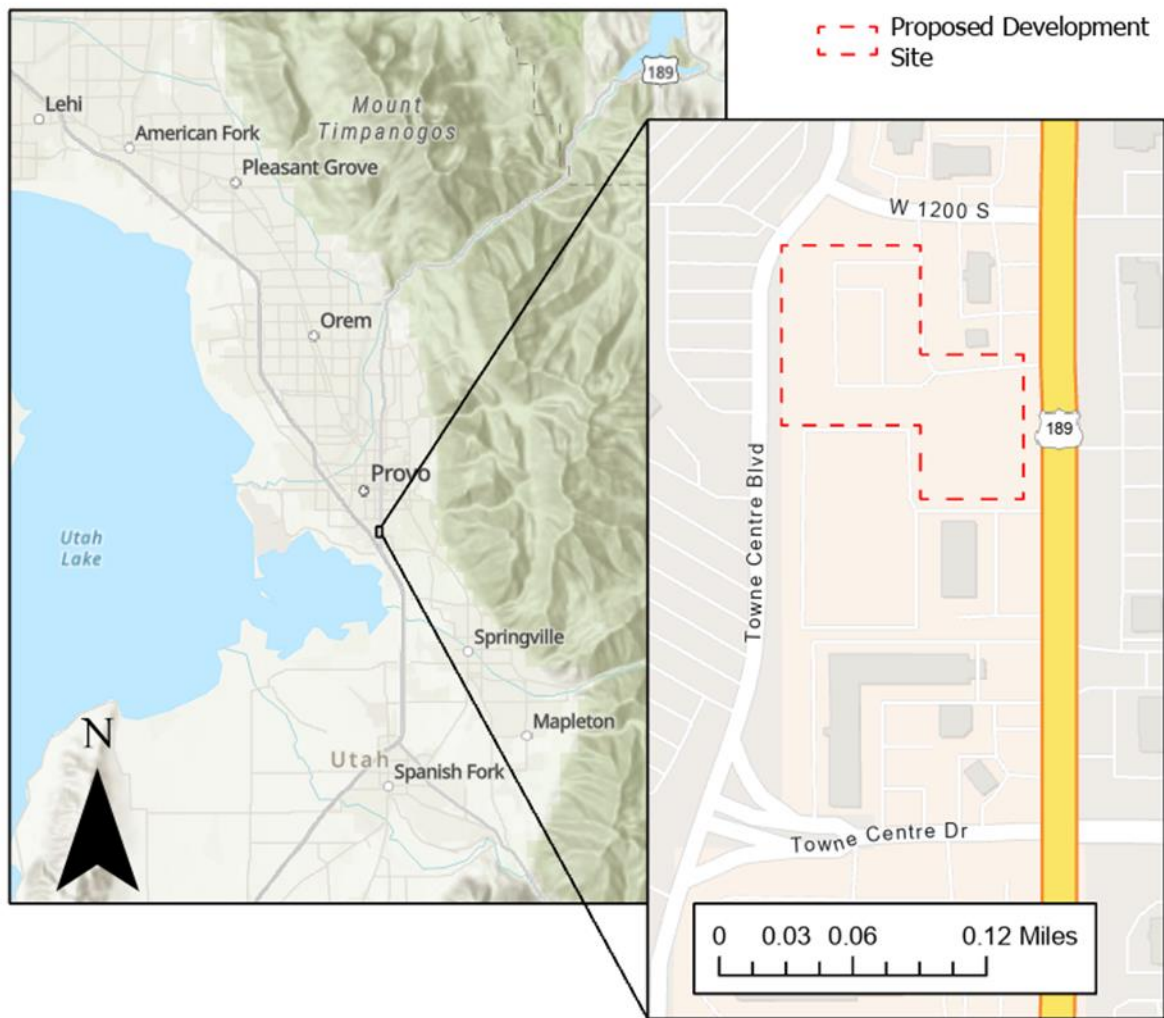 Proposed Development
Site
189
Lehi
Mount
Timpanogos
American Fork
Pleasant Grove
Orem
Provo
Utah
Lake
Springville
Mapleton
N
Utah
Spanish Fork
W 1200 S
189
Towne Centre Blvd
Towne Centre Dr
0 0.03 0.06 0.12 Miles